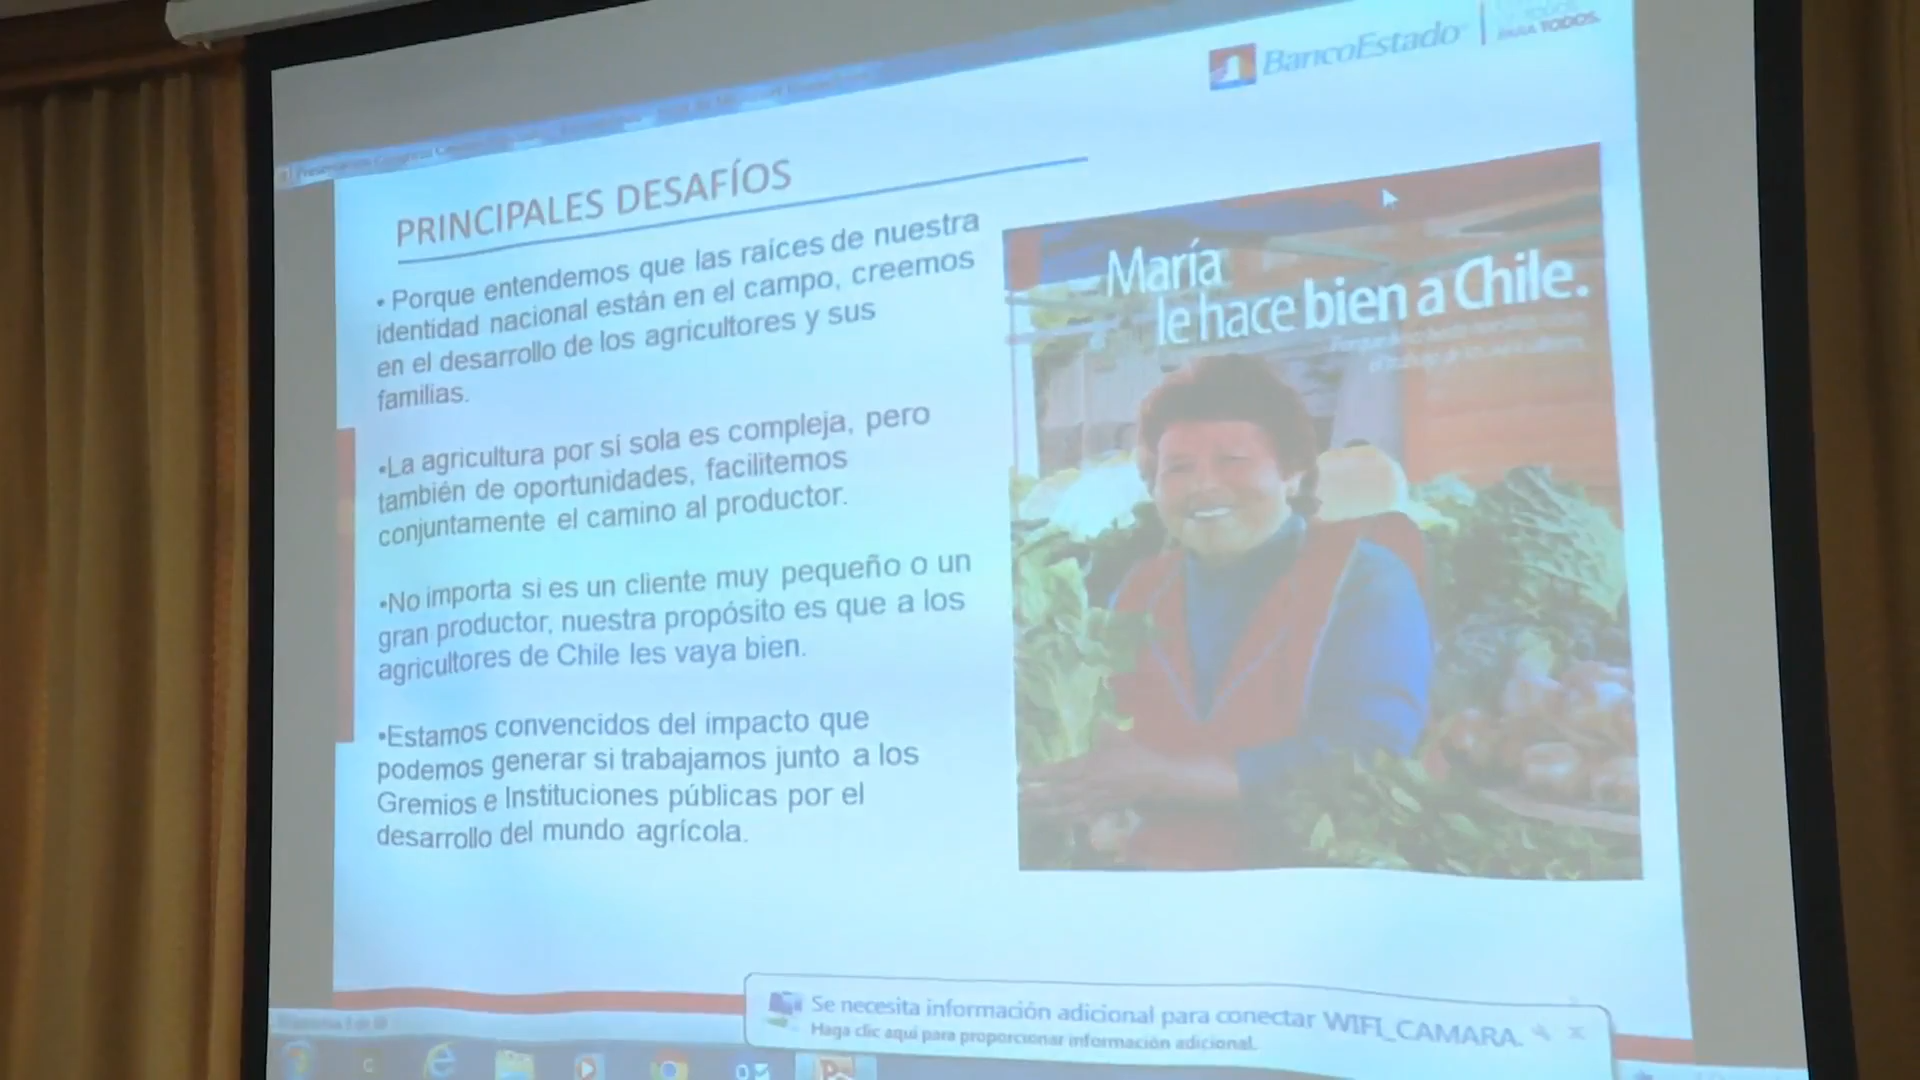 BancoEstado
PARA TODOS.
PRINCIPALES DESAFÍOS
• Porque entendemos que las raíces de nuestra
identidad nacional están en el campo, creemos
en el desarrollo de los agricultores y sus
familias.
•La agricultura por sí sola es compleja, pero
también de oportunidades, facilitemos
conjuntamente el camino al productor.
•No importa si es un cliente muy pequeño o un
gran productor, nuestra propósito es que a los
agricultores de Chile les vaya bien.
•Estamos convencidos del impacto que
podemos generar si trabajamos junto a los
Gremios e Instituciones públicas por el
desarrollo del mundo agrícola.
María
le hace bien a Chile.
Se necesita información adicional para conectar WIFI_CAMARA.
Haga clic aquí para proporcionar información adicional.